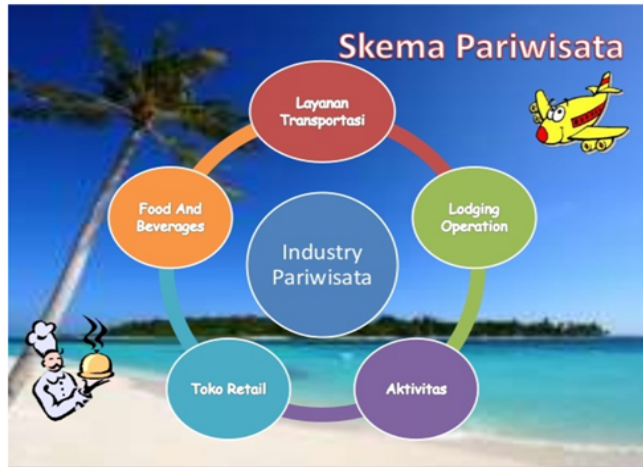 Skema Pariwisata
Layanan
Transportasi
Food And
Beverages
Lodging
Operation
Industry
Pariwisata
Toko Retail
Aktivitas